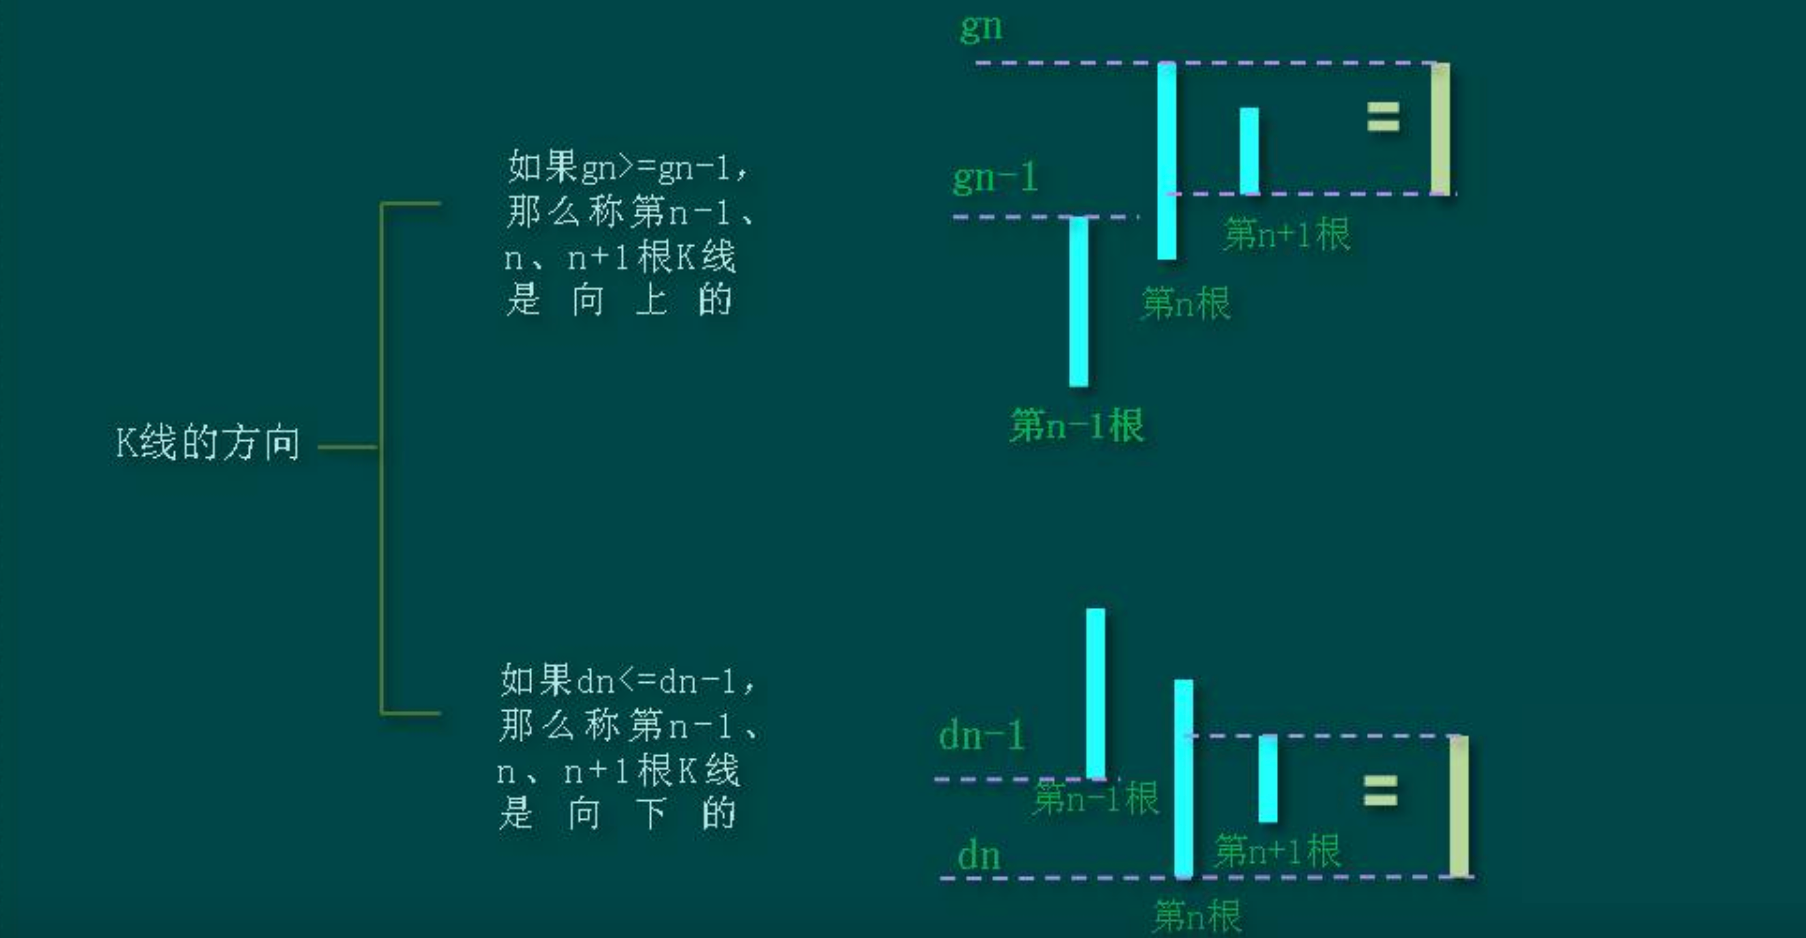 K线的方向
如果gn>=gn-1,
那么称第n-1、
n、n+1根K线
是向上的
gn
gn-1
第n+1根
第n根
第n-1根
如果dn<=dn-1,
那么称第n-1、
n、n+1根K线
是向下的
dn-1
第n-1根
dn
第n+1根
第n根